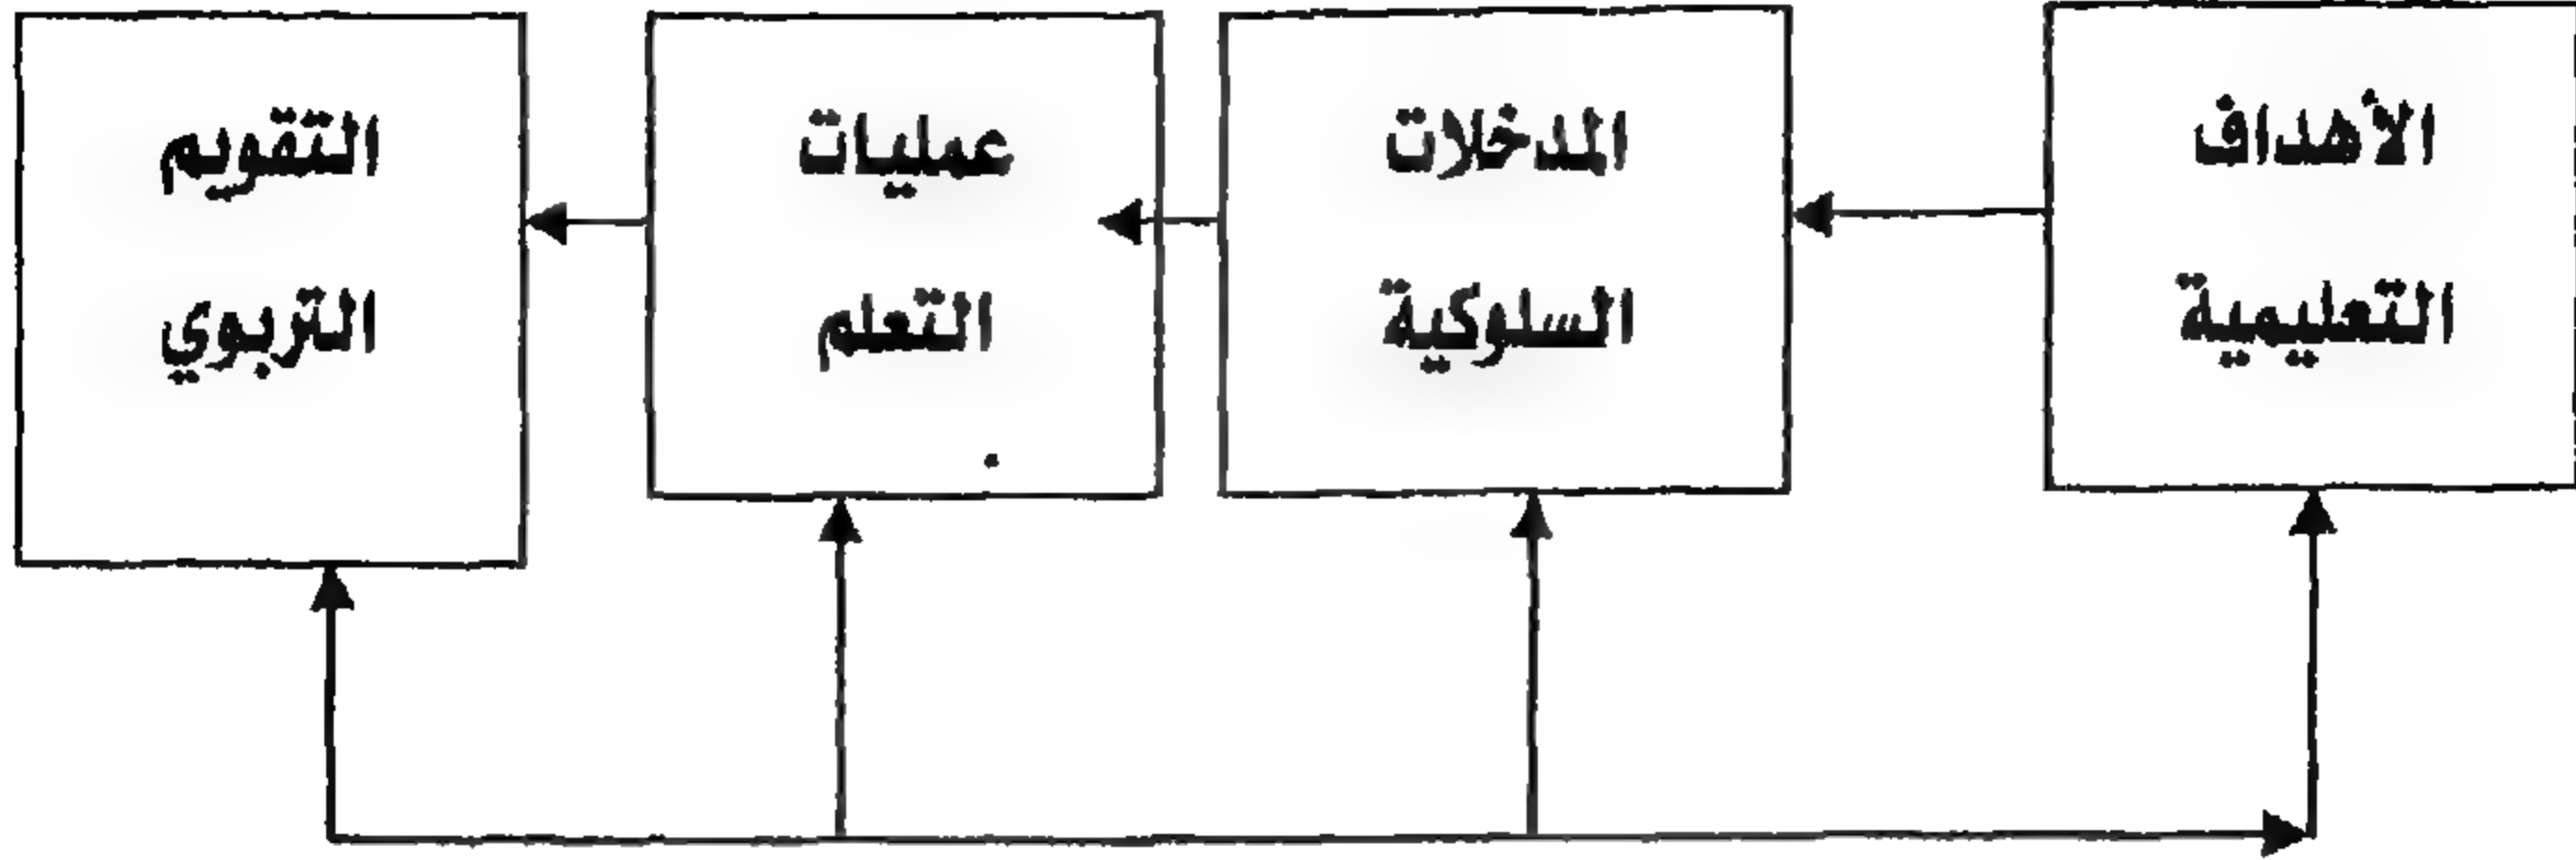 الأهداف
التعليمية
المدخلات
السلوكية
عمليات
التعلم
التقويم
التربوي